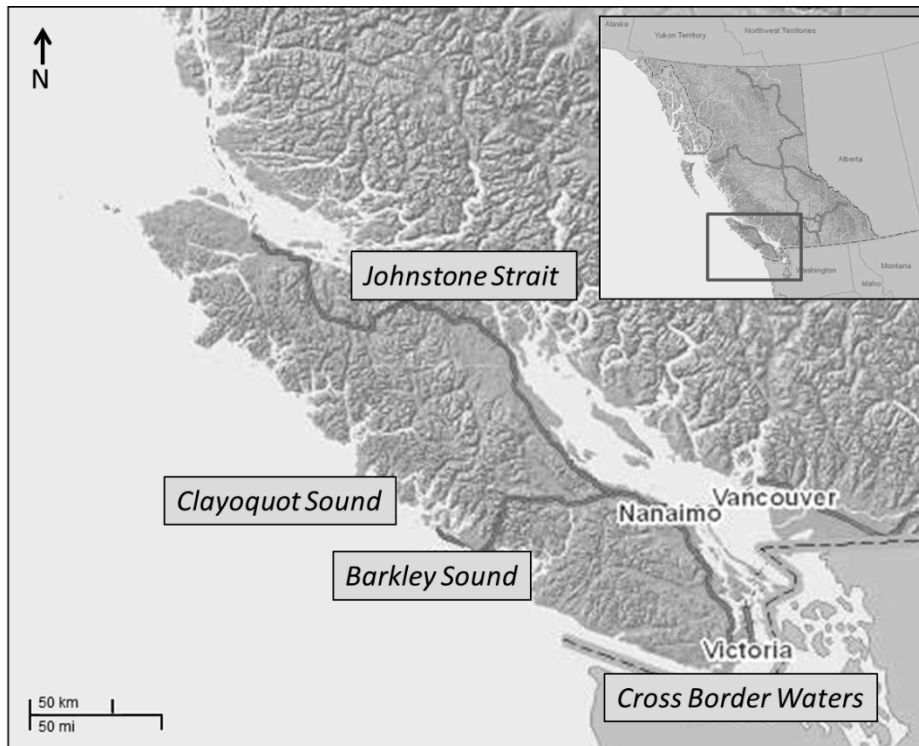 N
Alaska
Yukon Territory
Northwest Territories
Alberta
Washington
Montana
Idaho
Johnstone Strait
Clayoquot Sound
Vancouver
Nanaimo
Barkley Sound
Victoria
Cross Border Waters
50 km
50 mi